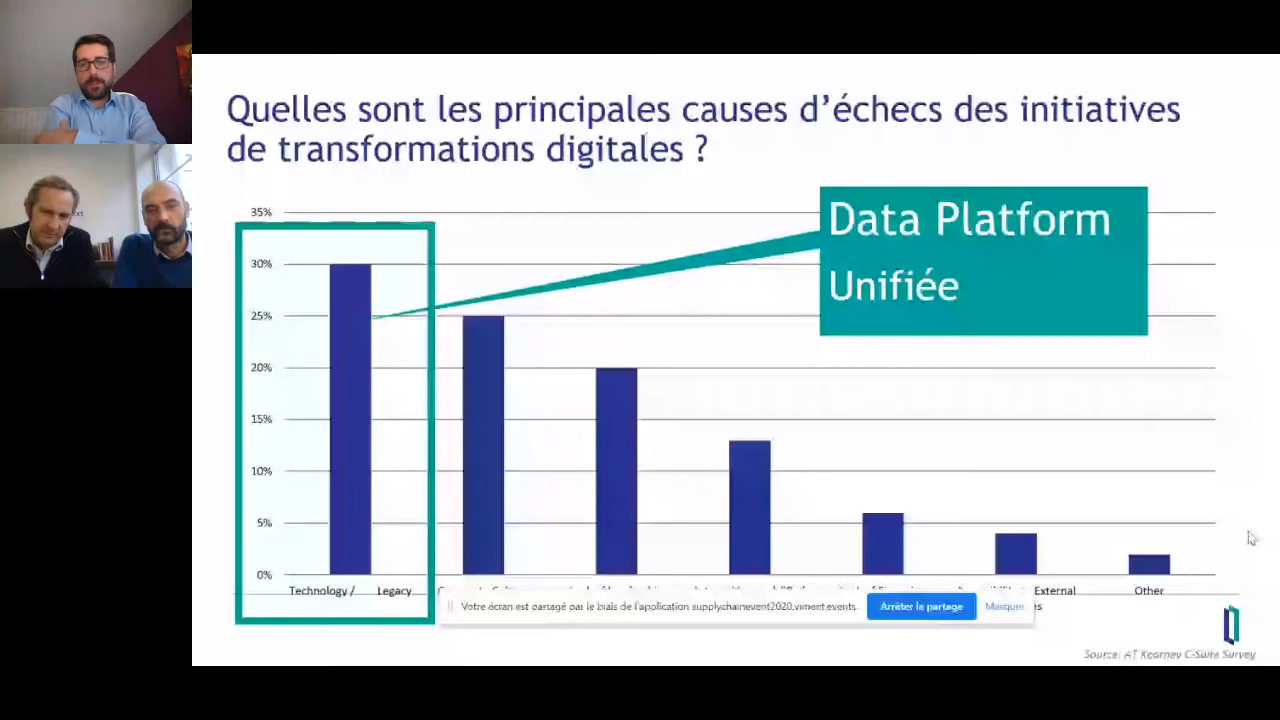 Quelles sont les principales causes d'échecs des initiatives
de transformations digitales ?
Data Platform
Unifiée
35%
30%
25%
20%
15%
10%
5%
0%
Technology / Legacy
External
Other
Votre écran est partagé par le biais de l'application supplychainevent2020.vimeet.events.
Arrêter le partage
Masquer
Source: AT Kearney C-Suite Survey